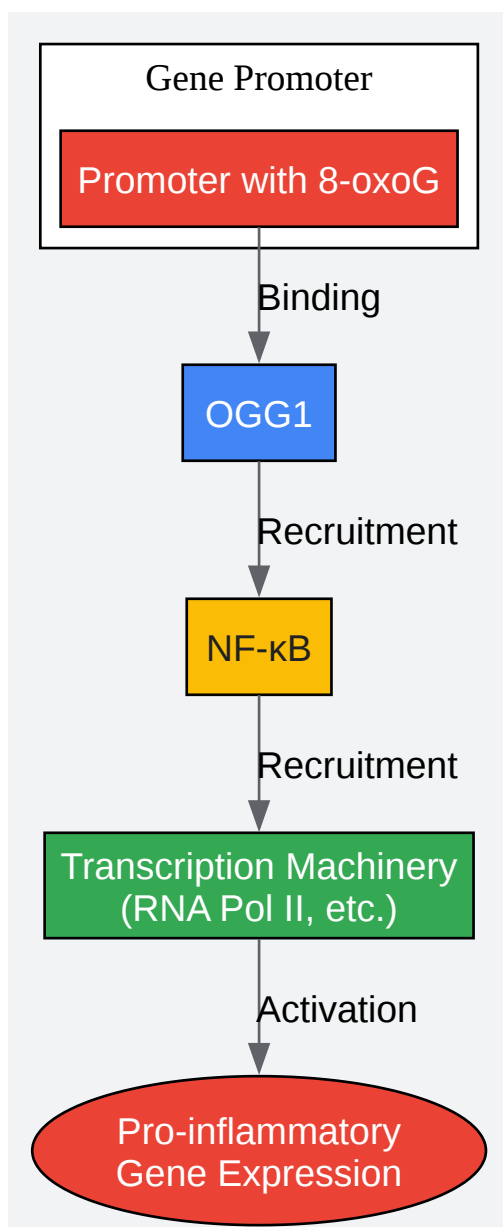 Gene Promoter
Promoter with 8-oxoG
Binding
OGG1
Recruitment
NF-κB
Recruitment
Transcription Machinery
(RNA Pol II, etc.)
Activation
Pro-inflammatory
Gene Expression